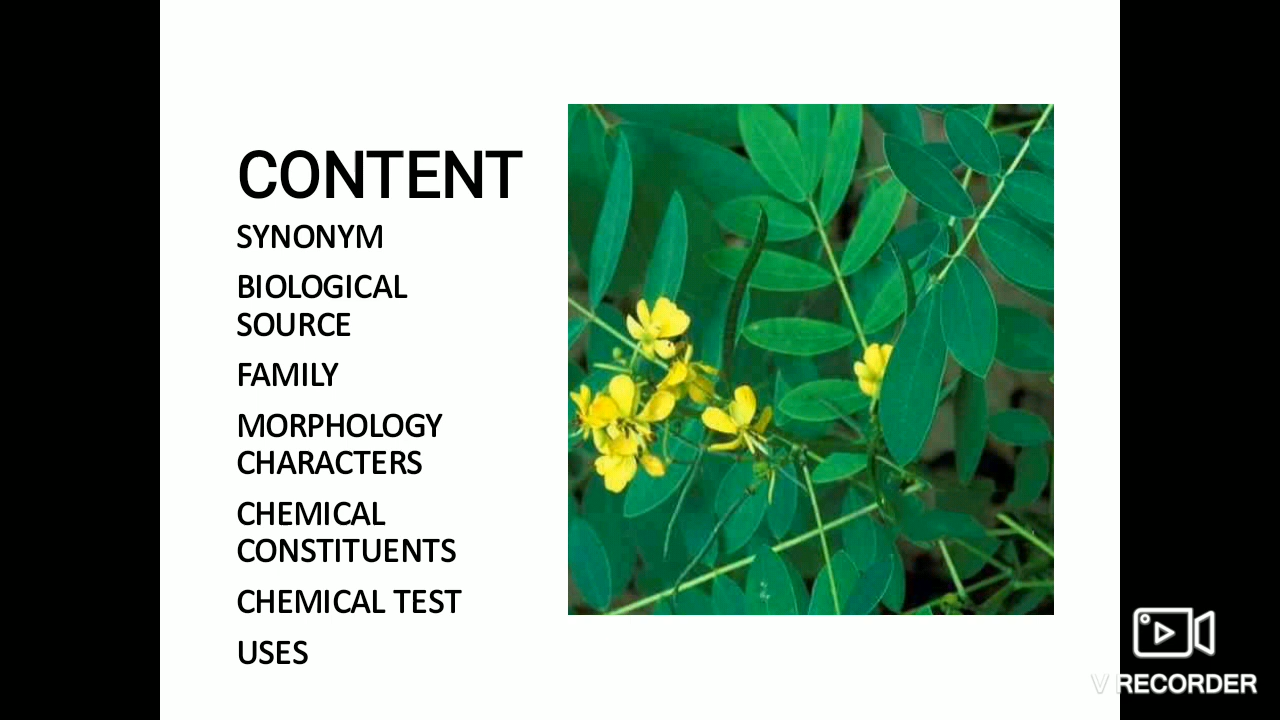 CONTENT
SYNONYM
BIOLOGICAL
SOURCE
FAMILY
MORPHOLOGY
CHARACTERS
CHEMICAL
CONSTITUENTS
CHEMICAL TEST
USES
V RECORDER